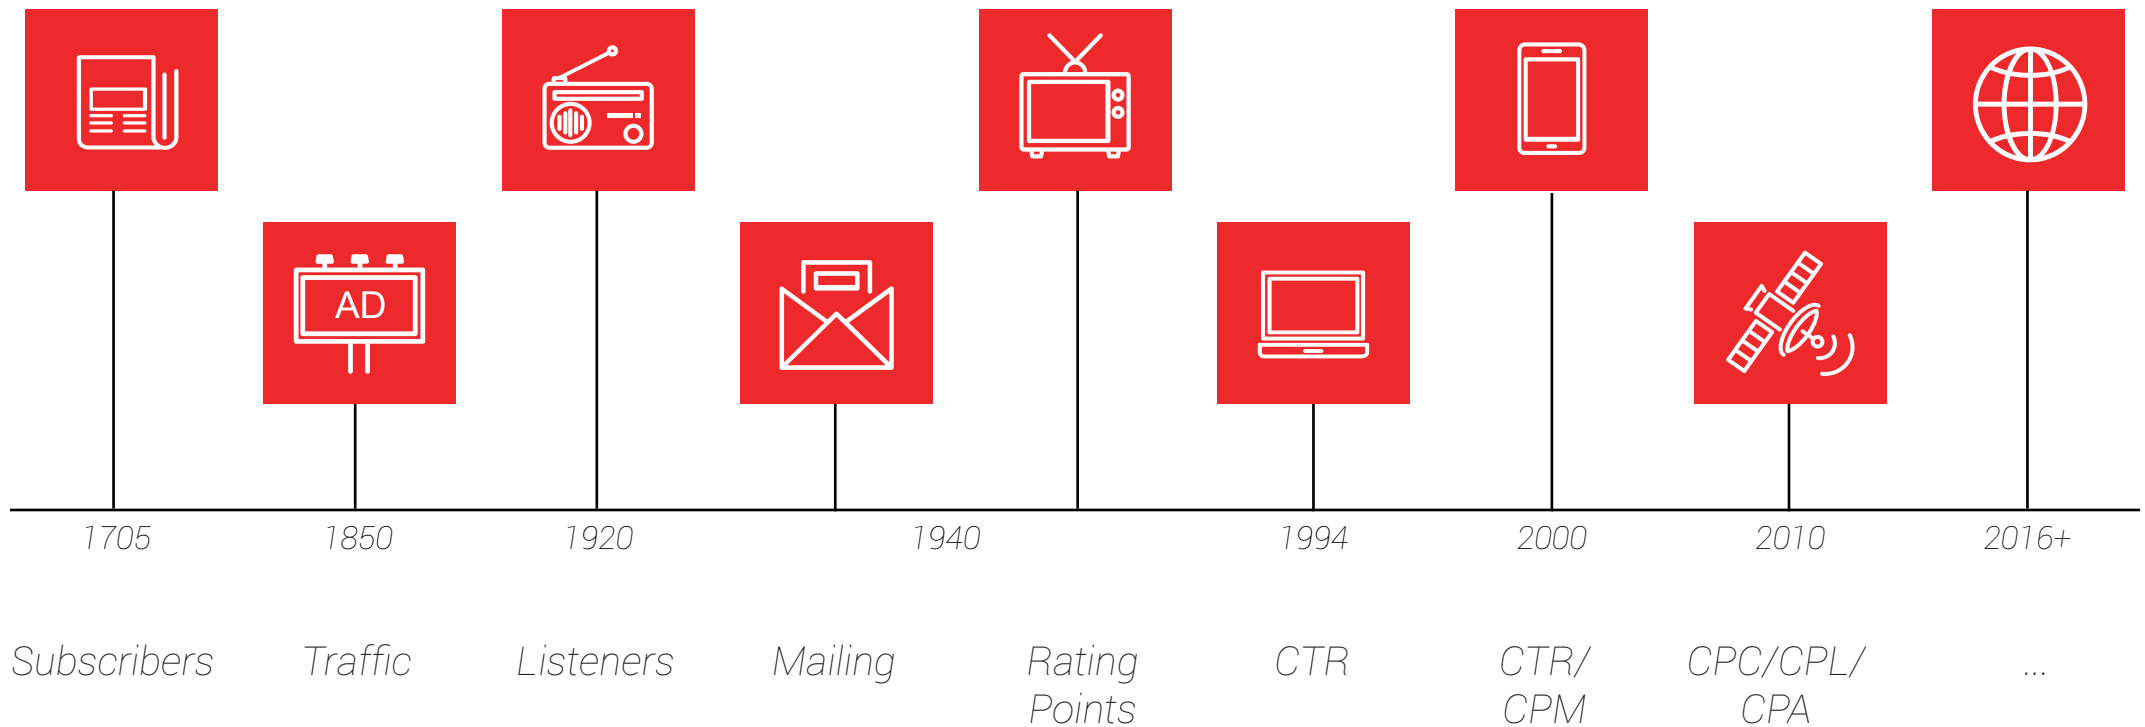 AD
1705
1850
1920
1940
1994
2000
2010
2016+
Subscribers
Traffic
Listeners
Mailing
Rating
Points
CTR
CTR/
CPM
CPC/CPL/
CPA
...